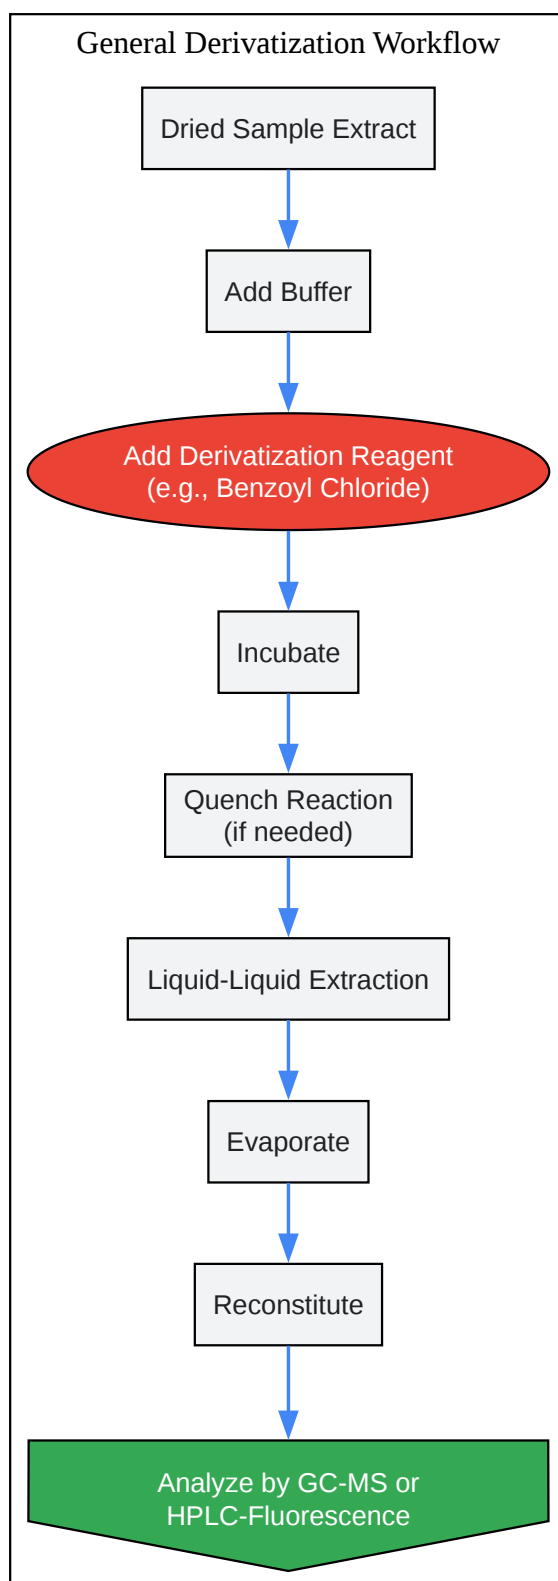 General Derivatization Workflow
Dried Sample Extract
Add Buffer
Add Derivatization Reagent
(e.g., Benzoyl Chloride)
Incubate
Quench Reaction
(if needed)
Liquid-Liquid Extraction
Evaporate
Reconstitute
Analyze by GC-MS or
HPLC-Fluorescence